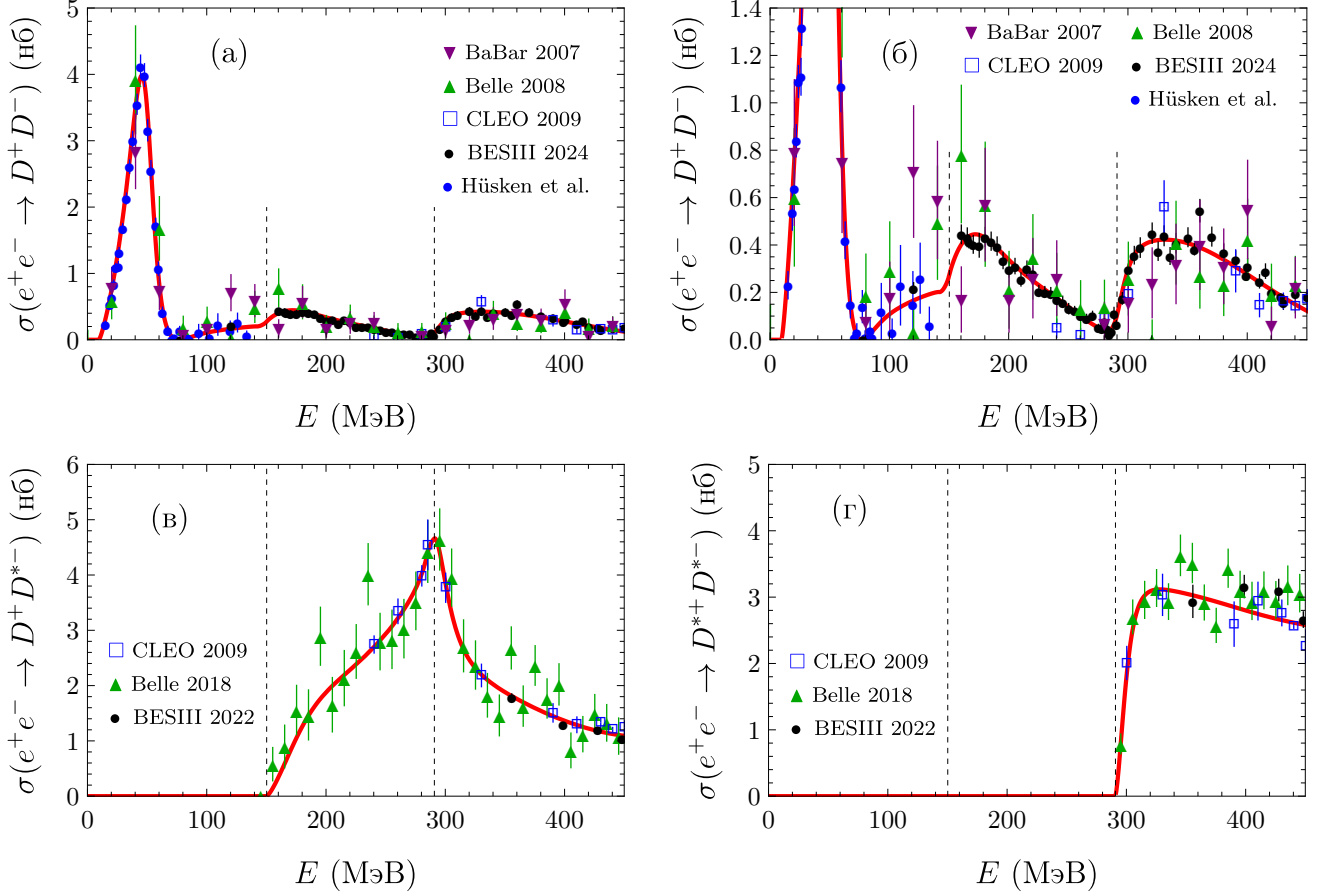 (а)
BaBar 2007
Belle 2008
CLEO 2009
BESIII 2024
Hüsken et al.
σ(e⁺e⁻ → D⁺D⁻) (нб)
5
4
3
2
1
0
0 100 200 300 400
E (МэВ)
(б)
BaBar 2007 Belle 2008
CLEO 2009 BESIII 2024
Hüsken et al.
σ(e⁺e⁻ → D⁺D⁻) (нб)
1.4
1.2
1.0
0.8
0.6
0.4
0.2
0.0
0 100 200 300 400
E (МэВ)
(в)
CLEO 2009
Belle 2018
BESIII 2022
σ(e⁺e⁻ → D⁺D*⁻) (нб)
6
5
4
3
2
1
0
0 100 200 300 400
E (МэВ)
(г)
CLEO 2009
Belle 2018
BESIII 2022
σ(e⁺e⁻ → D*⁺D*⁻) (нб)
5
4
3
2
1
0
0 100 200 300 400
E (МэВ)